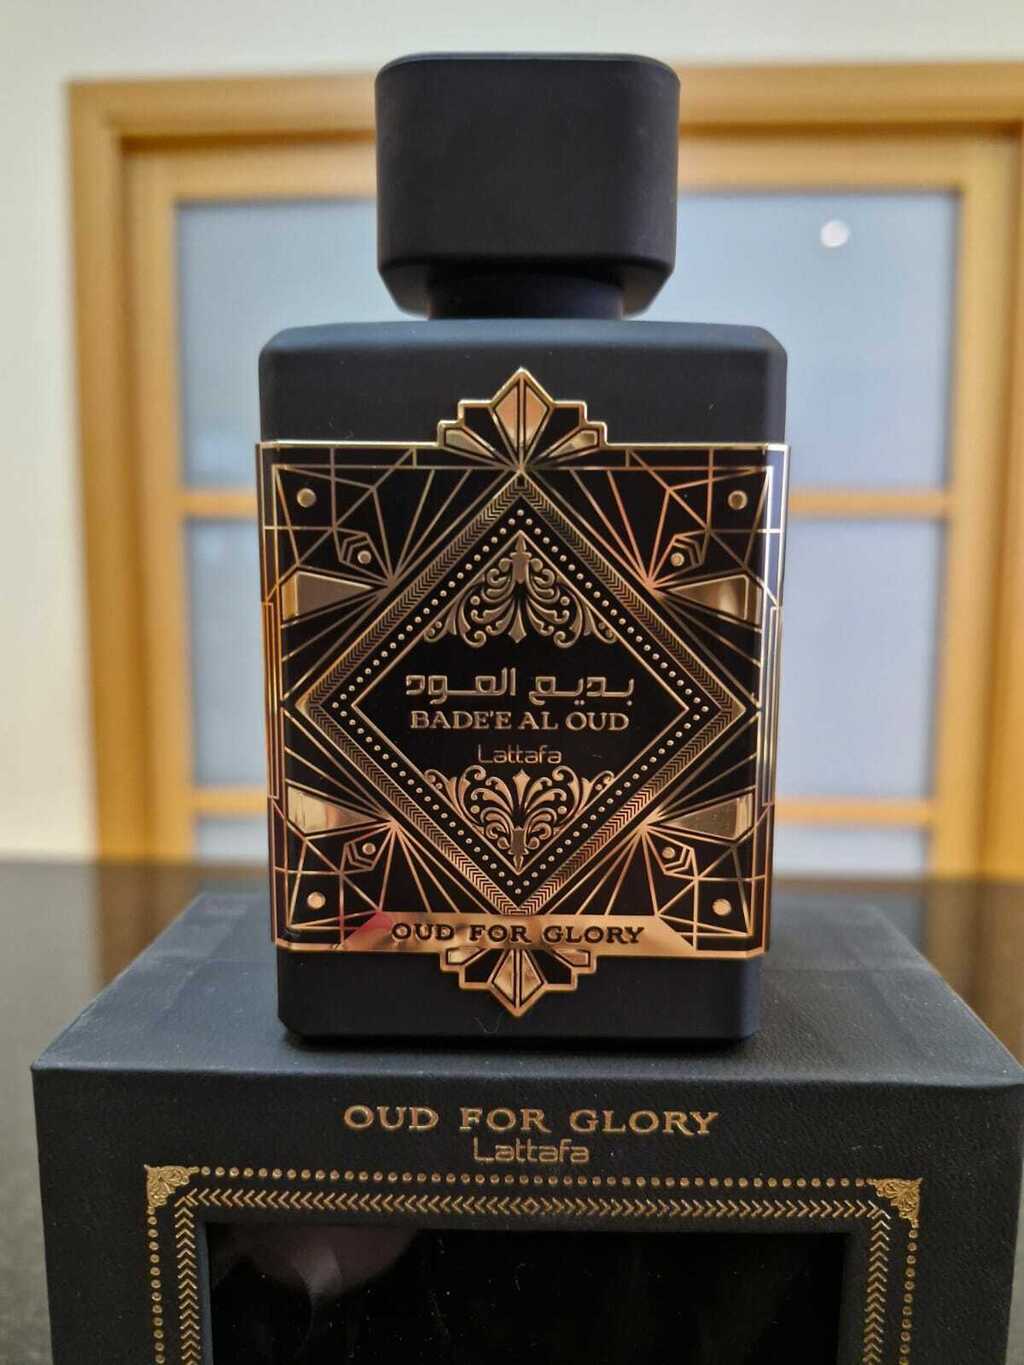 بديع العود
BADE'E AL OUD
Lattafa
OUD FOR GLORY
OUD FOR GLORY
Lattafa